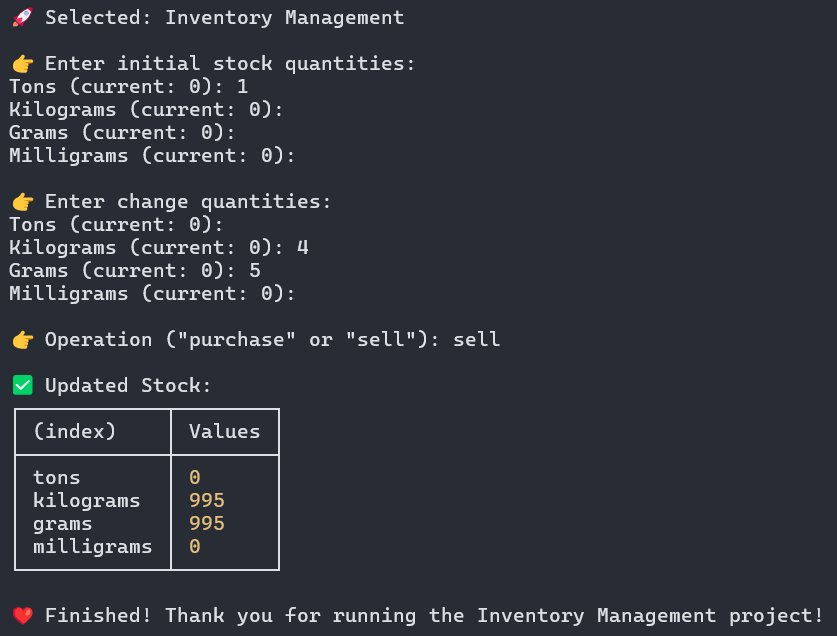 🚀 Selected: Inventory Management
👉 Enter initial stock quantities:
Tons (current: 0): 1
Kilograms (current: 0):
Grams (current: 0):
Milligrams (current: 0):
👉 Enter change quantities:
Tons (current: 0):
Kilograms (current: 0): 4
Grams (current: 0): 5
Milligrams (current: 0):
👉 Operation ("purchase" or "sell"): sell
✅ Updated Stock:
(index) Values
tons 0
kilograms 995
grams 995
milligrams 0
❤️ Finished! Thank you for running the Inventory Management project!